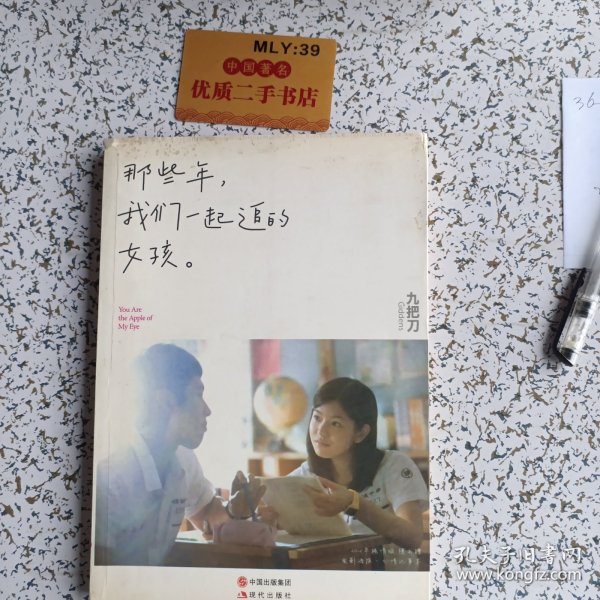 MLY:39
中国著名
优质二手书店
36
那些年，
我们一起追的
女孩。
You Are
the Apple of
My Eye
九把刀
Giddens
中国出版集团
现代出版社
孔夫子旧书网
www.kongfz.com